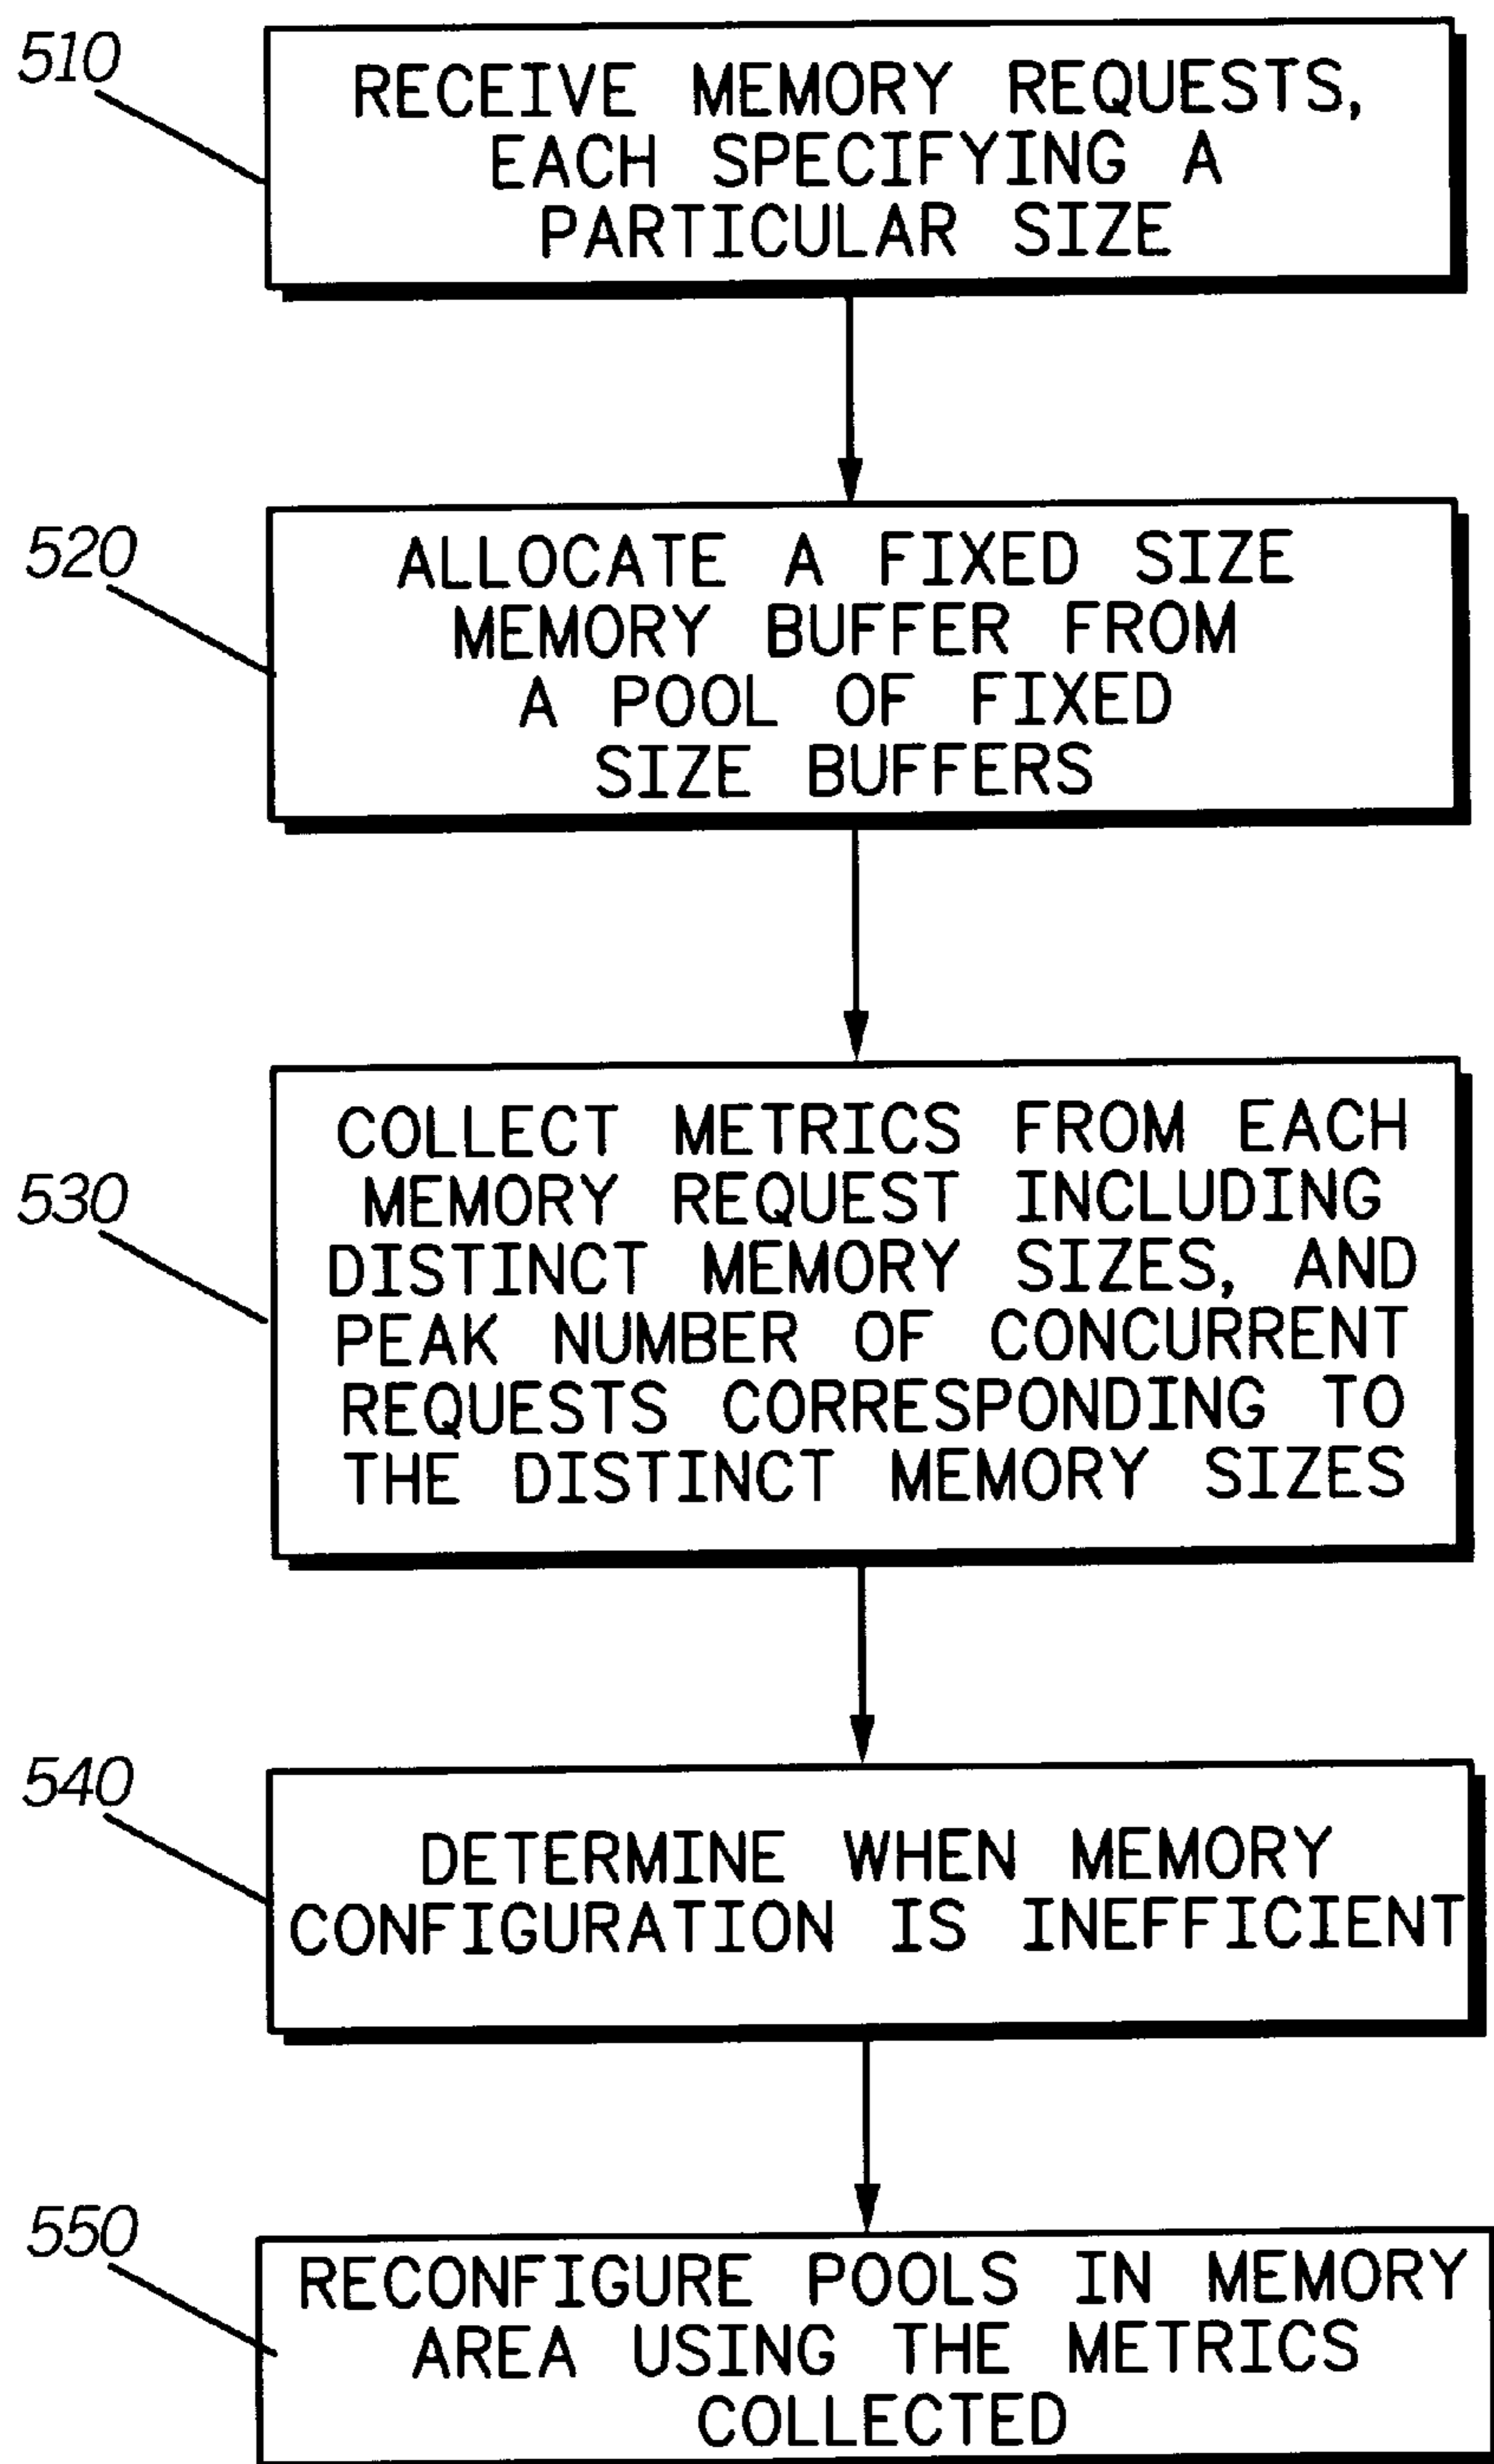 510
RECEIVE MEMORY REQUESTS,
EACH SPECIFYING A
PARTICULAR SIZE
520
ALLOCATE A FIXED SIZE
MEMORY BUFFER FROM
A POOL OF FIXED
SIZE BUFFERS
530
COLLECT METRICS FROM EACH
MEMORY REQUEST INCLUDING
DISTINCT MEMORY SIZES, AND
PEAK NUMBER OF CONCURRENT
REQUESTS CORRESPONDING TO
THE DISTINCT MEMORY SIZES
540
DETERMINE WHEN MEMORY
CONFIGURATION IS INEFFICIENT
550
RECONFIGURE POOLS IN MEMORY
AREA USING THE METRICS
COLLECTED